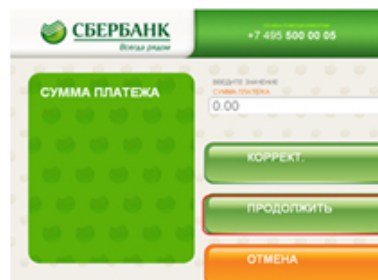 СБЕРБАНК
Всегда рядом
+7 495 500 00 05
СУММА ПЛАТЕЖА
ВВЕДИТЕ ЗНАЧЕНИЕ
СУММА ПЛАТЕЖА
0.00
КОРРЕКТ.
ПРОДОЛЖИТЬ
ОТМЕНА